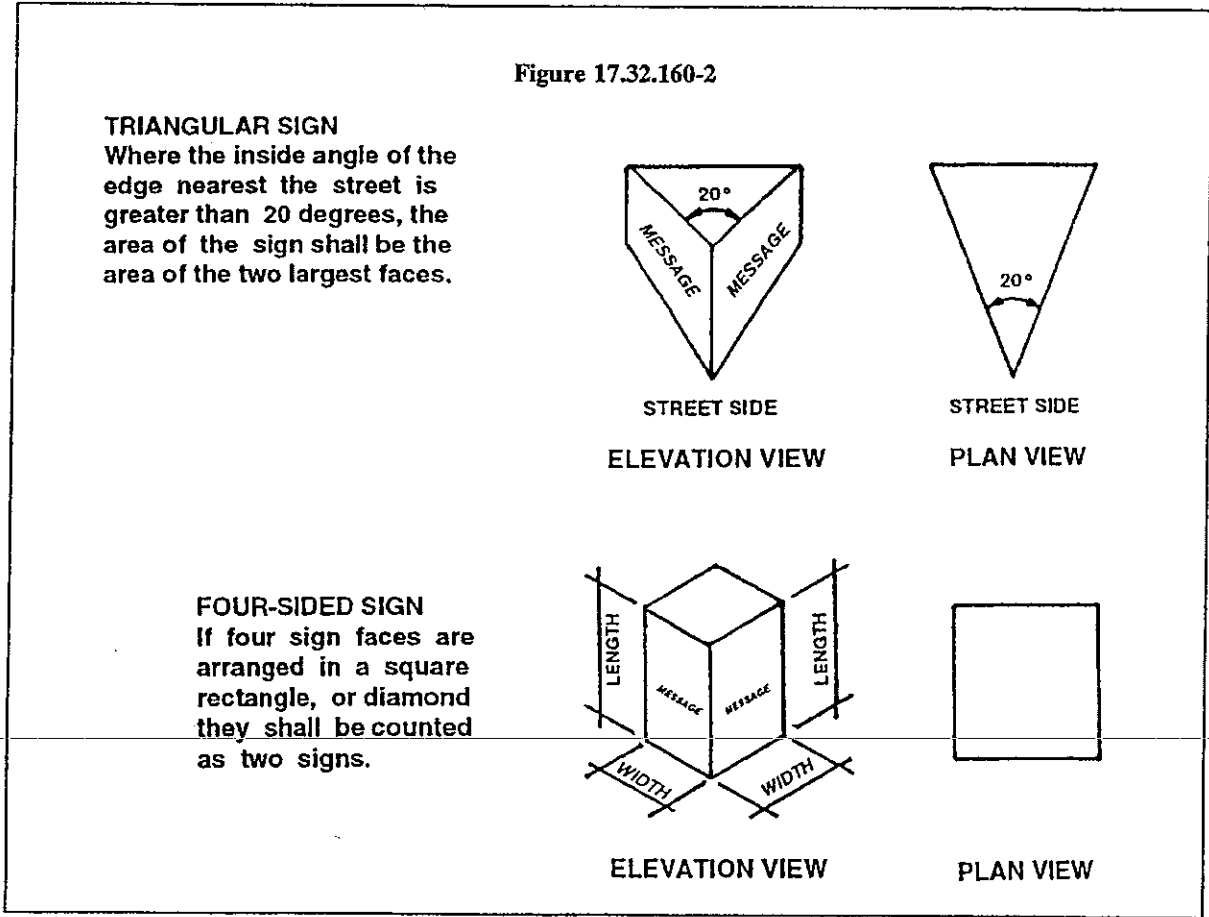 Figure 17.32.160-2
TRIANGULAR SIGN
Where the inside angle of the
edge nearest the street is
greater than 20 degrees, the
area of the sign shall be the
area of the two largest faces.
20°
MESSAGE
MESSAGE
STREET SIDE
ELEVATION VIEW
20°
STREET SIDE
PLAN VIEW
FOUR-SIDED SIGN
If four sign faces are
arranged in a square
rectangle, or diamond
they shall be counted
as two signs.
LENGTH
MESSAGE
MESSAGE
LENGTH
WIDTH
WIDTH
ELEVATION VIEW
PLAN VIEW